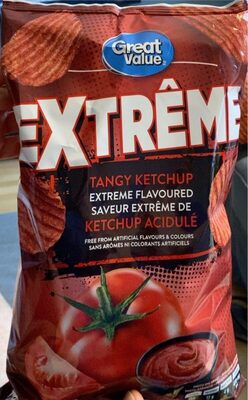 Great
Value
EXTRÊME
TANGY KETCHUP
EXTREME FLAVOURED
SAVEUR EXTRÊME DE
KETCHUP ACIDULÉ
FREE FROM ARTIFICIAL FLAVOURS & COLOURS
SANS ARÔMES NI COLORANTS ARTIFICIELS